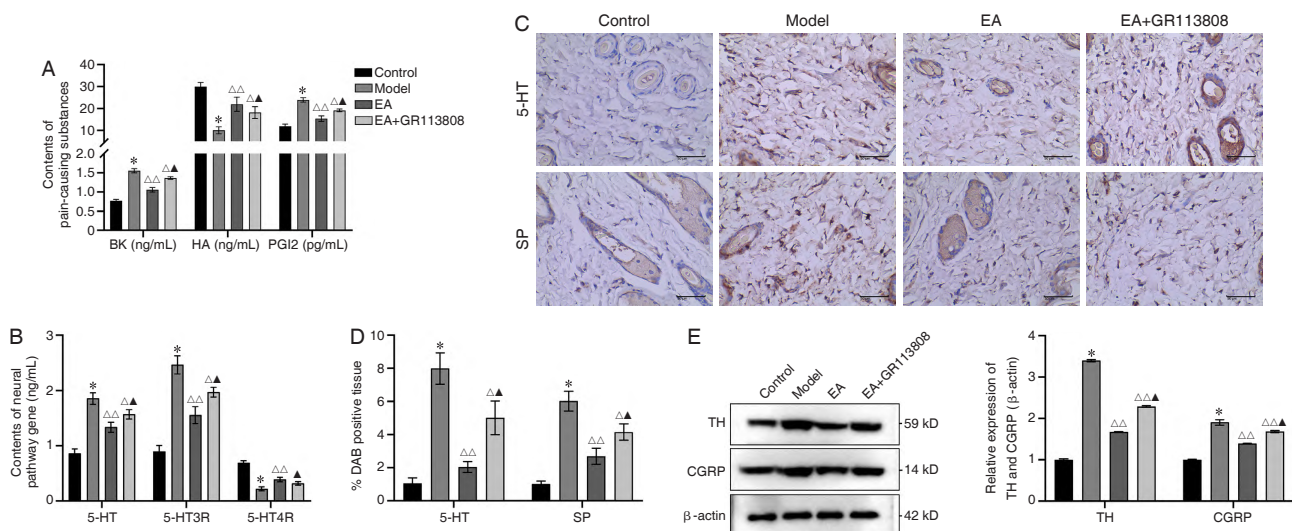 A
Contents of
pain-causing substances
40
30
20
10
2.0
1.5
1.0
0.5
0
*
△△
△▲
*
△△
△▲
*
△△
△▲
BK (ng/mL)
HA (ng/mL)
PGI2 (pg/mL)
Control
Model
EA
EA+GR113808
C
Control
Model
EA
EA+GR113808
5-HT
SP
B
Contents of neural
pathway gene (ng/mL)
3
2
1
0
*
△△
△▲
*
△△
△▲
*
△△
▲
5-HT
5-HT3R
5-HT4R
D
% DAB positive tissue
10
8
6
4
2
0
*
△△
△▲
*
△△
△▲
5-HT
SP
E
Control
Model
EA
EA+GR113808
TH
59 kD
CGRP
14 kD
β-actin
42 kD
Relative expression of
TH and CGRP (β-actin)
4
3
2
1
0
*
△△
△△▲
*
△△
△△▲
TH
CGRP